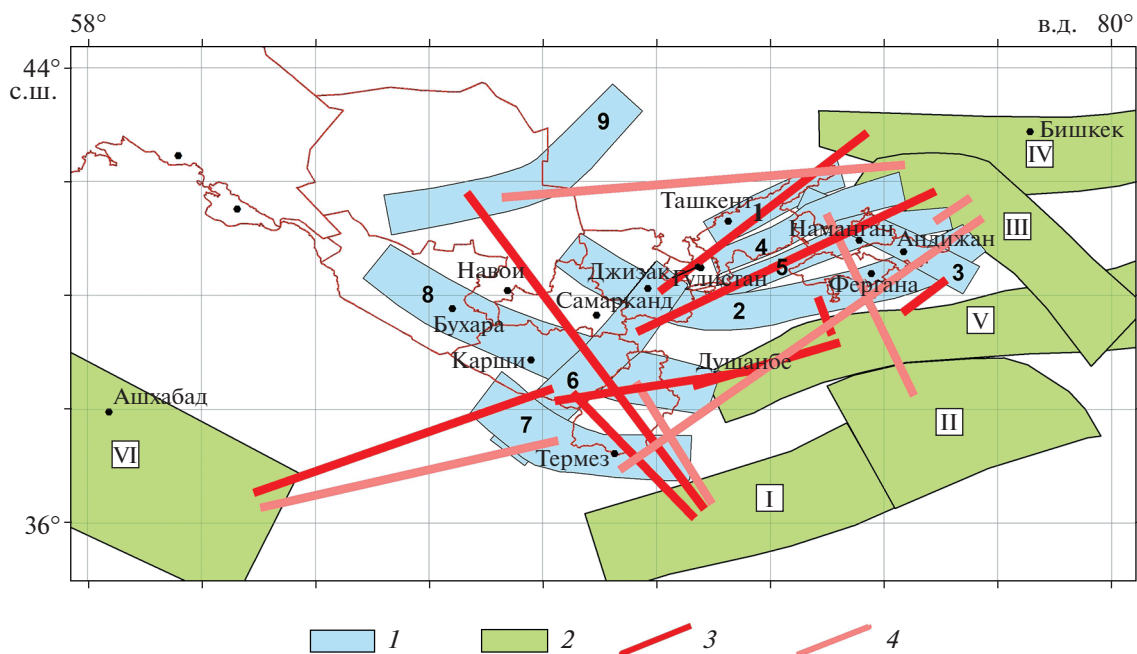 58°
в.д. 80°
44°
с.ш.
9
Бишкек
IV
Ташкент
1
Наманган
III
4
Андижан
Джизак
Гулистан
5
3
Навои
Фергана
8
Самарканд
2
Бухара
V
Карши
Душанбе
6
Ашхабад
7
II
VI
Термез
I
36°
1 2 3 4